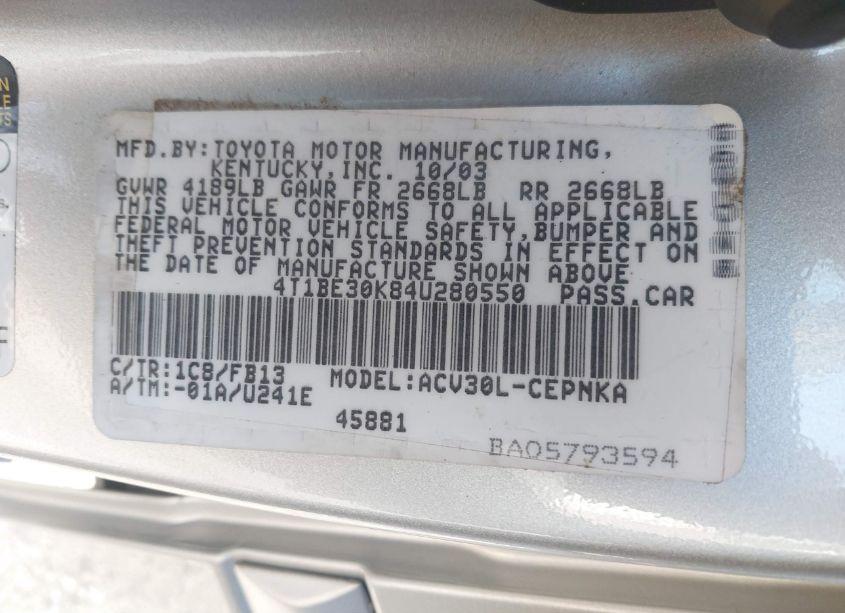 MFD.BY:TOYOTA MOTOR MANUFACTURING,
KENTUCKY,INC. 10/03
GVWR 4189LB GAWR FR 2668LB RR 2668LB
THIS VEHICLE CONFORMS TO ALL APPLICABLE
FEDERAL MOTOR VEHICLE SAFETY,BUMPER AND
THEFT PREVENTION STANDARDS IN EFFECT ON
THE DATE OF MANUFACTURE SHOWN ABOVE.
4T1BE30K84U280550 PASS.CAR
C/TR:1C8/FB13 MODEL:ACV30L-CEPNKA
A/TM:-01A/U241E
45881
BA05793594